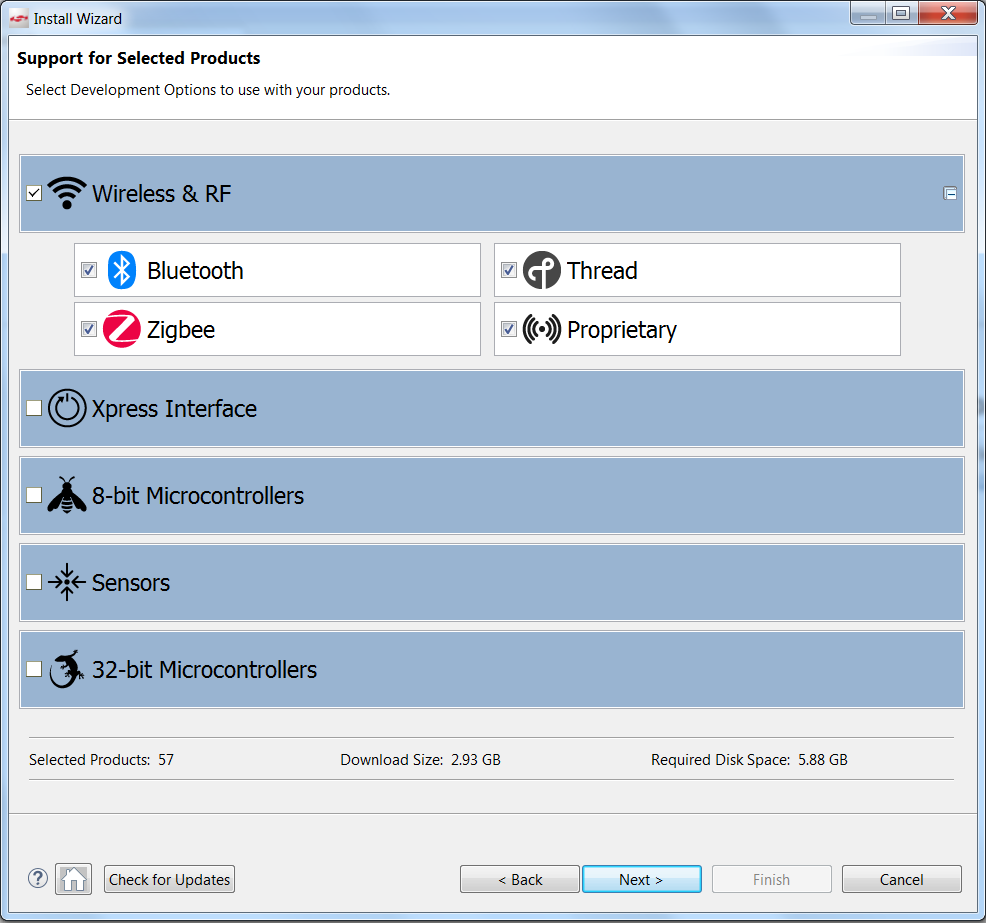 Install Wizard
Support for Selected Products
Select Development Options to use with your products.
Wireless & RF
Bluetooth
Thread
Zigbee
Proprietary
Xpress Interface
8-bit Microcontrollers
Sensors
32-bit Microcontrollers
Selected Products: 57 Download Size: 2.93 GB Required Disk Space: 5.88 GB
? Check for Updates < Back Next > Finish Cancel